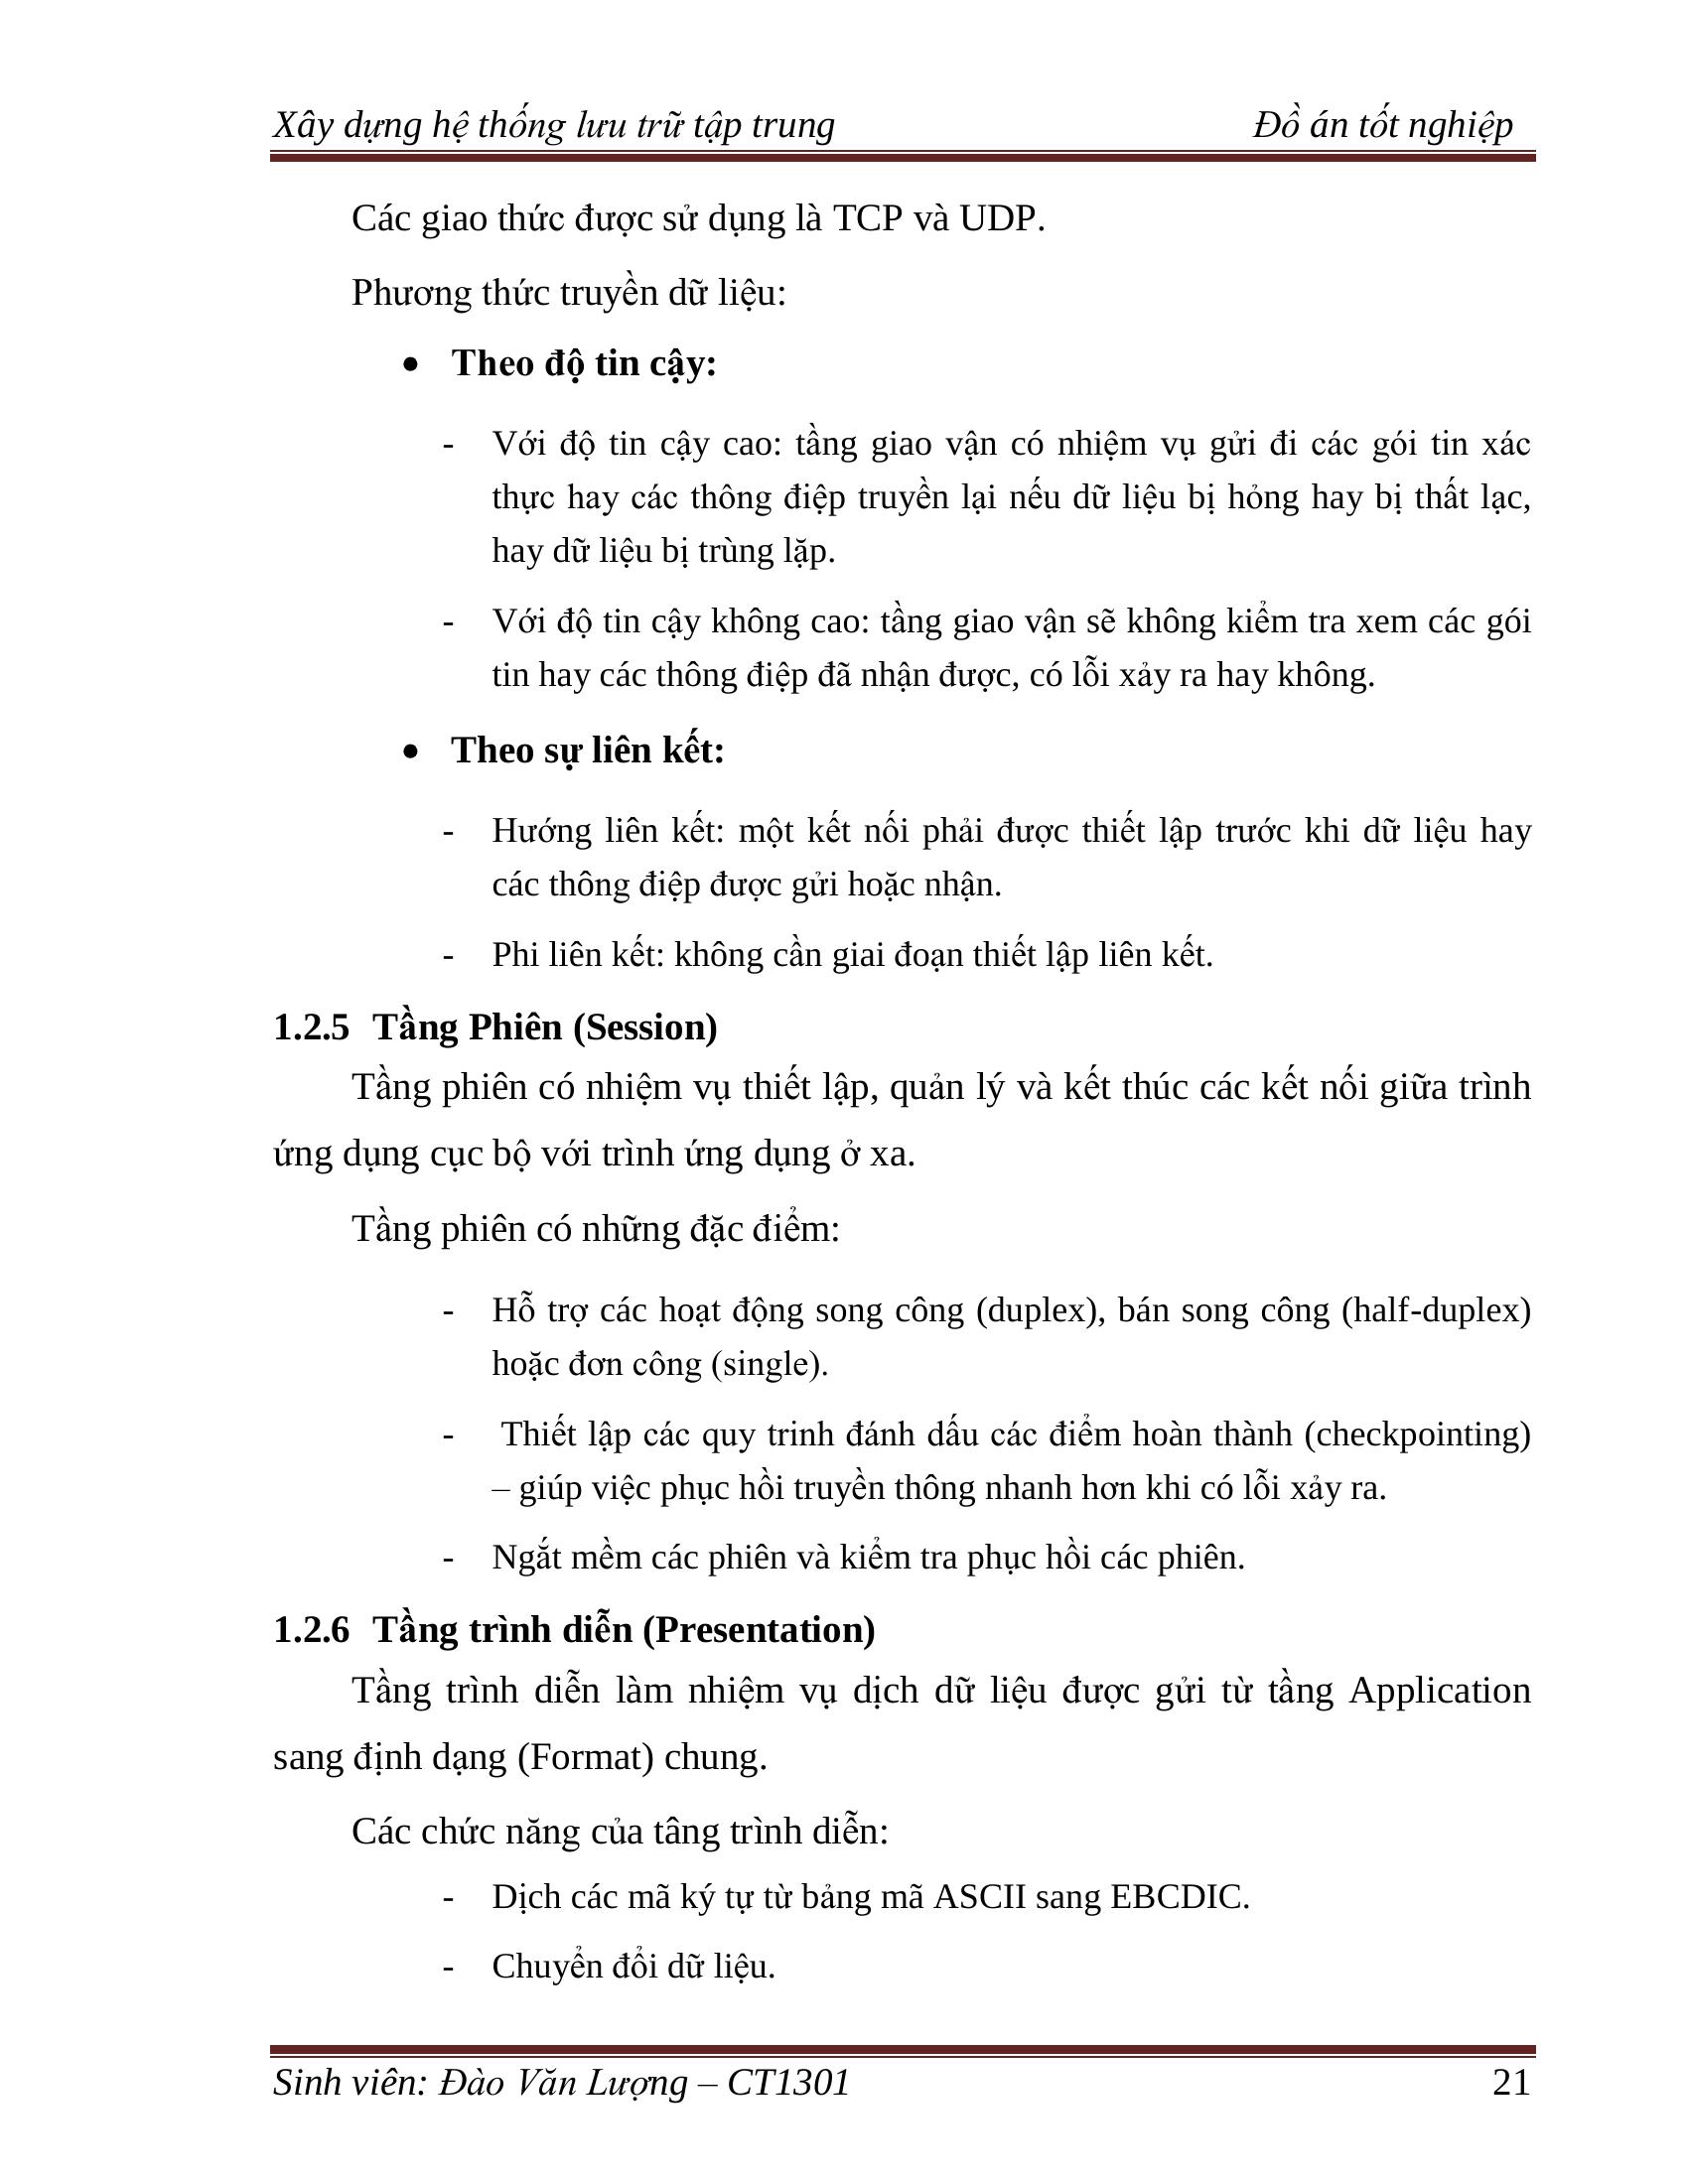 Xây dựng hệ thống lưu trữ tập trung Đồ án tốt nghiệp
Các giao thức được sử dụng là TCP và UDP.
Phương thức truyền dữ liệu:
• Theo độ tin cậy:
- Với độ tin cậy cao: tầng giao vận có nhiệm vụ gửi đi các gói tin xác
thực hay các thông điệp truyền lại nếu dữ liệu bị hỏng hay bị thất lạc,
hay dữ liệu bị trùng lặp.
- Với độ tin cậy không cao: tầng giao vận sẽ không kiểm tra xem các gói
tin hay các thông điệp đã nhận được, có lỗi xảy ra hay không.
• Theo sự liên kết:
- Hướng liên kết: một kết nối phải được thiết lập trước khi dữ liệu hay
các thông điệp được gửi hoặc nhận.
- Phi liên kết: không cần giai đoạn thiết lập liên kết.
1.2.5 Tầng Phiên (Session)
Tầng phiên có nhiệm vụ thiết lập, quản lý và kết thúc các kết nối giữa trình
ứng dụng cục bộ với trình ứng dụng ở xa.
Tầng phiên có những đặc điểm:
- Hỗ trợ các hoạt động song công (duplex), bán song công (half-duplex)
hoặc đơn công (single).
- Thiết lập các quy trinh đánh dấu các điểm hoàn thành (checkpointing)
– giúp việc phục hồi truyền thông nhanh hơn khi có lỗi xảy ra.
- Ngắt mềm các phiên và kiểm tra phục hồi các phiên.
1.2.6 Tầng trình diễn (Presentation)
Tầng trình diễn làm nhiệm vụ dịch dữ liệu được gửi từ tầng Application
sang định dạng (Format) chung.
Các chức năng của tâng trình diễn:
- Dịch các mã ký tự từ bảng mã ASCII sang EBCDIC.
- Chuyển đổi dữ liệu.
Sinh viên: Đào Văn Lượng – CT1301 21